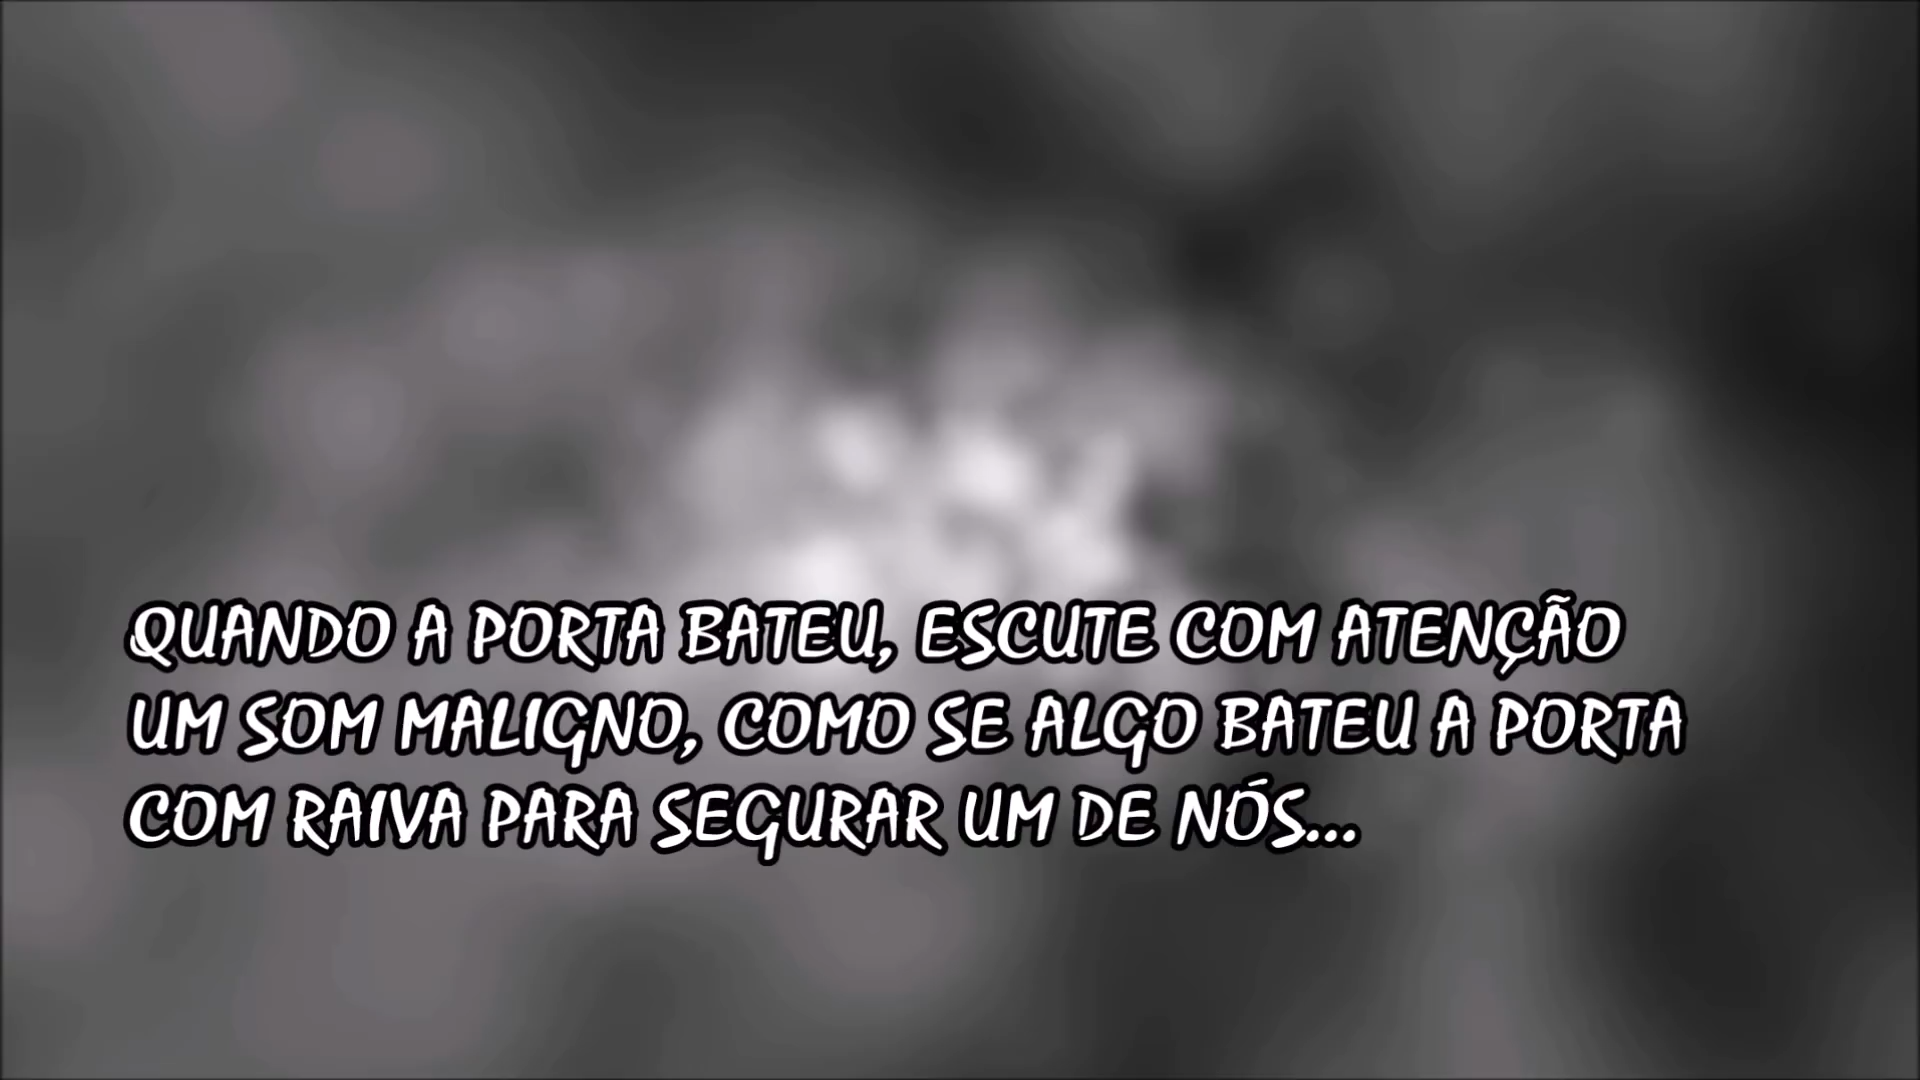 QUANDO A PORTA BATEU, ESCUTE COM ATENÇÃO
UM SOM MALIGNO, COMO SE ALGO BATEU A PORTA
COM RAIVA PARA SEGURAR UM DE NÓS...